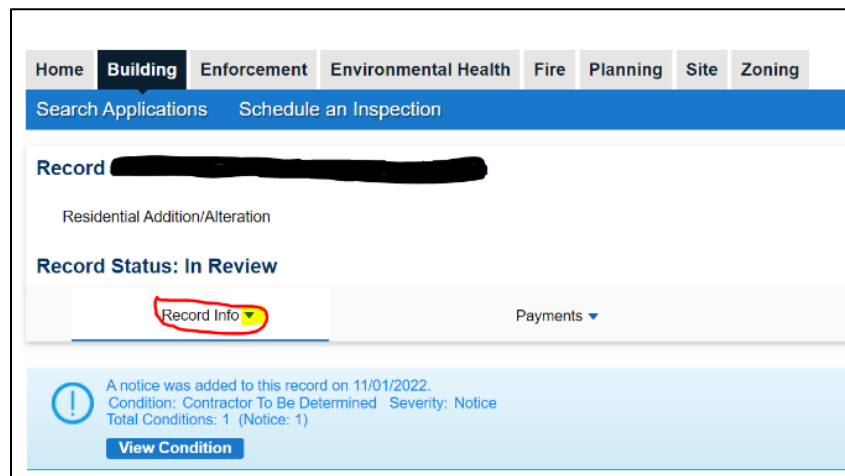 Home Building Enforcement Environmental Health Fire Planning Site Zoning
Search Applications Schedule an Inspection
Record
Residential Addition/Alteration
Record Status: In Review
Record Info Payments
A notice was added to this record on 11/01/2022.
Condition: Contractor To Be Determined Severity: Notice
Total Conditions: 1 (Notice: 1)
View Condition